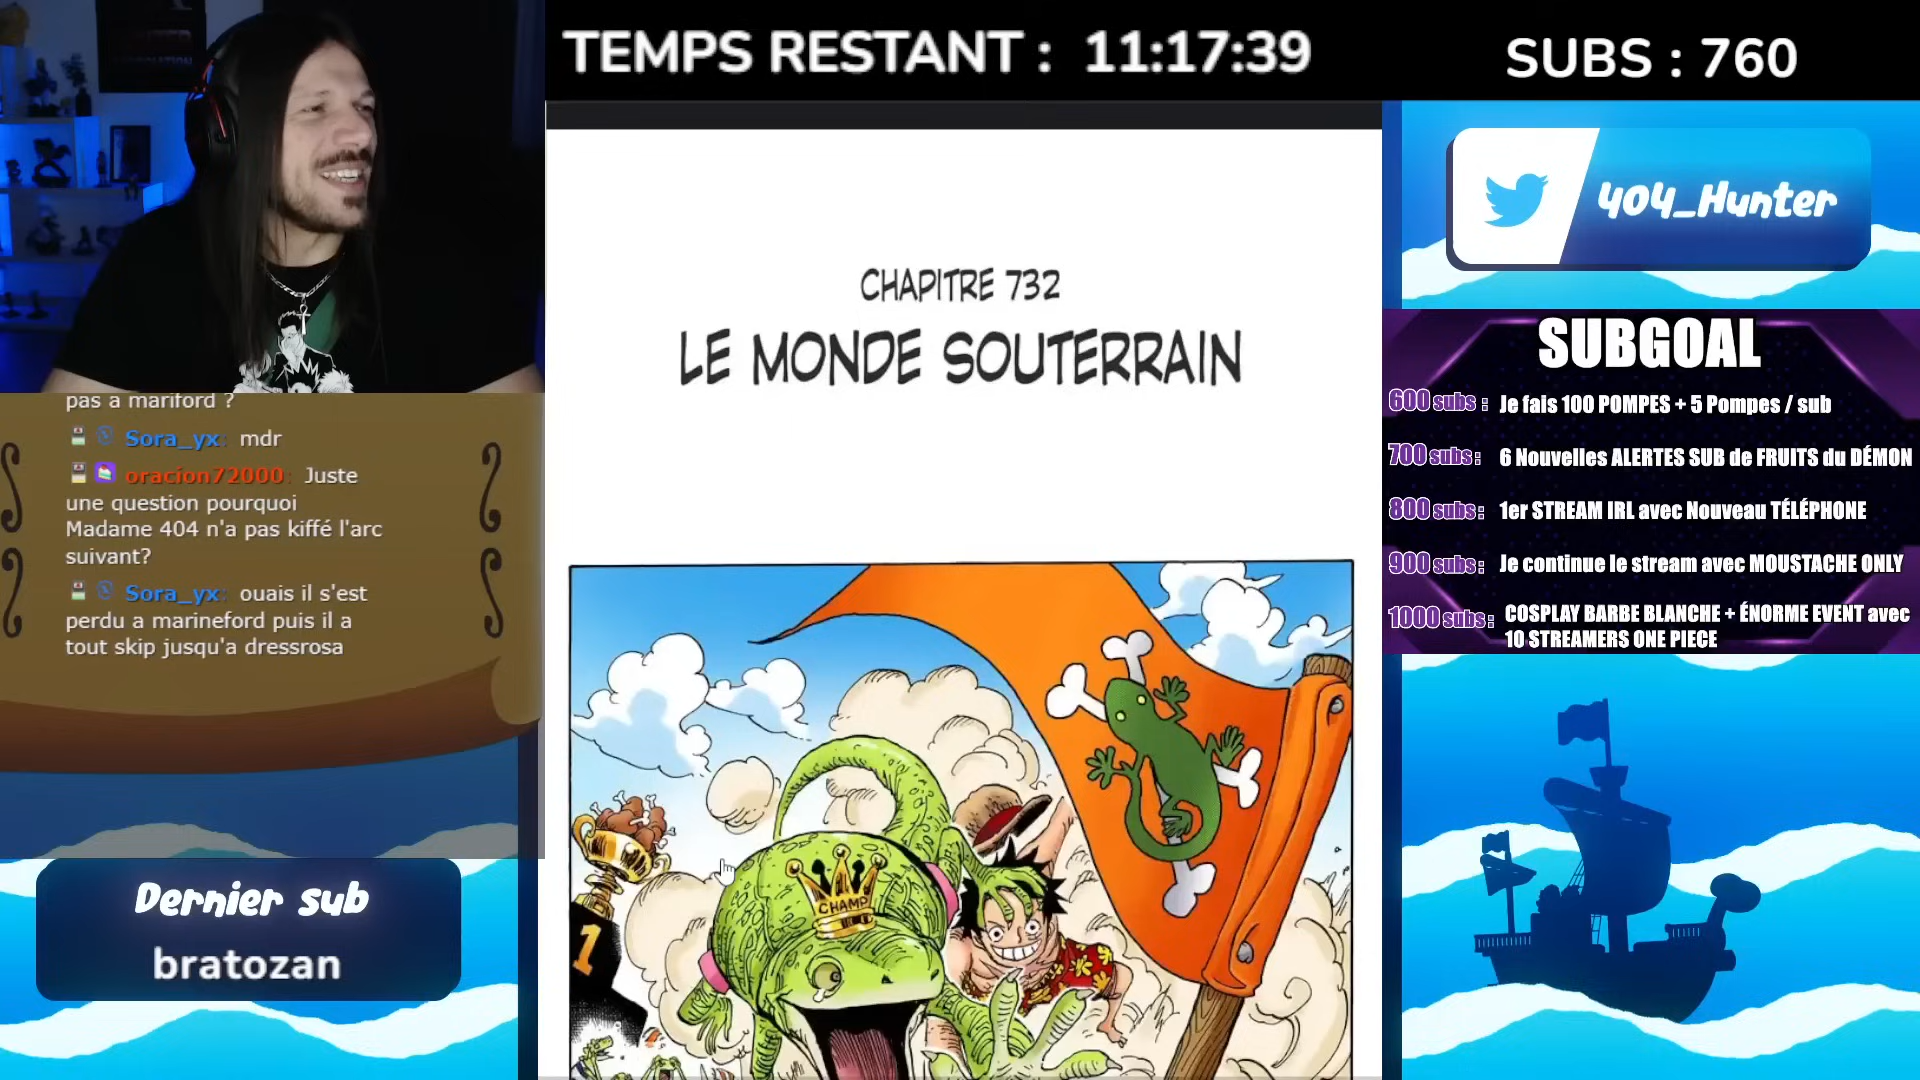 TEMPS RESTANT : 11:17:39
SUBS : 760
pas a mariford ?
Sora_yx: mdr
oracion72000: Juste
une question pourquoi
Madame 404 n'a pas kiffé l'arc
suivant?
Sora_yx: ouais il s'est
perdu a marineford puis il a
tout skip jusqu'a dressrosa
Dernier sub
bratozan
CHAPITRE 732
LE MONDE SOUTERRAIN
CHAMP
1
404_Hunter
SUBGOAL
600 subs : Je fais 100 POMPES + 5 Pompes / sub
700 subs : 6 Nouvelles ALERTES SUB de FRUITS du DÉMON
800 subs : 1er STREAM IRL avec Nouveau TÉLÉPHONE
900 subs : Je continue le stream avec MOUSTACHE ONLY
1000 subs : COSPLAY BARBE BLANCHE + ÉNORME EVENT avec
10 STREAMERS ONE PIECE